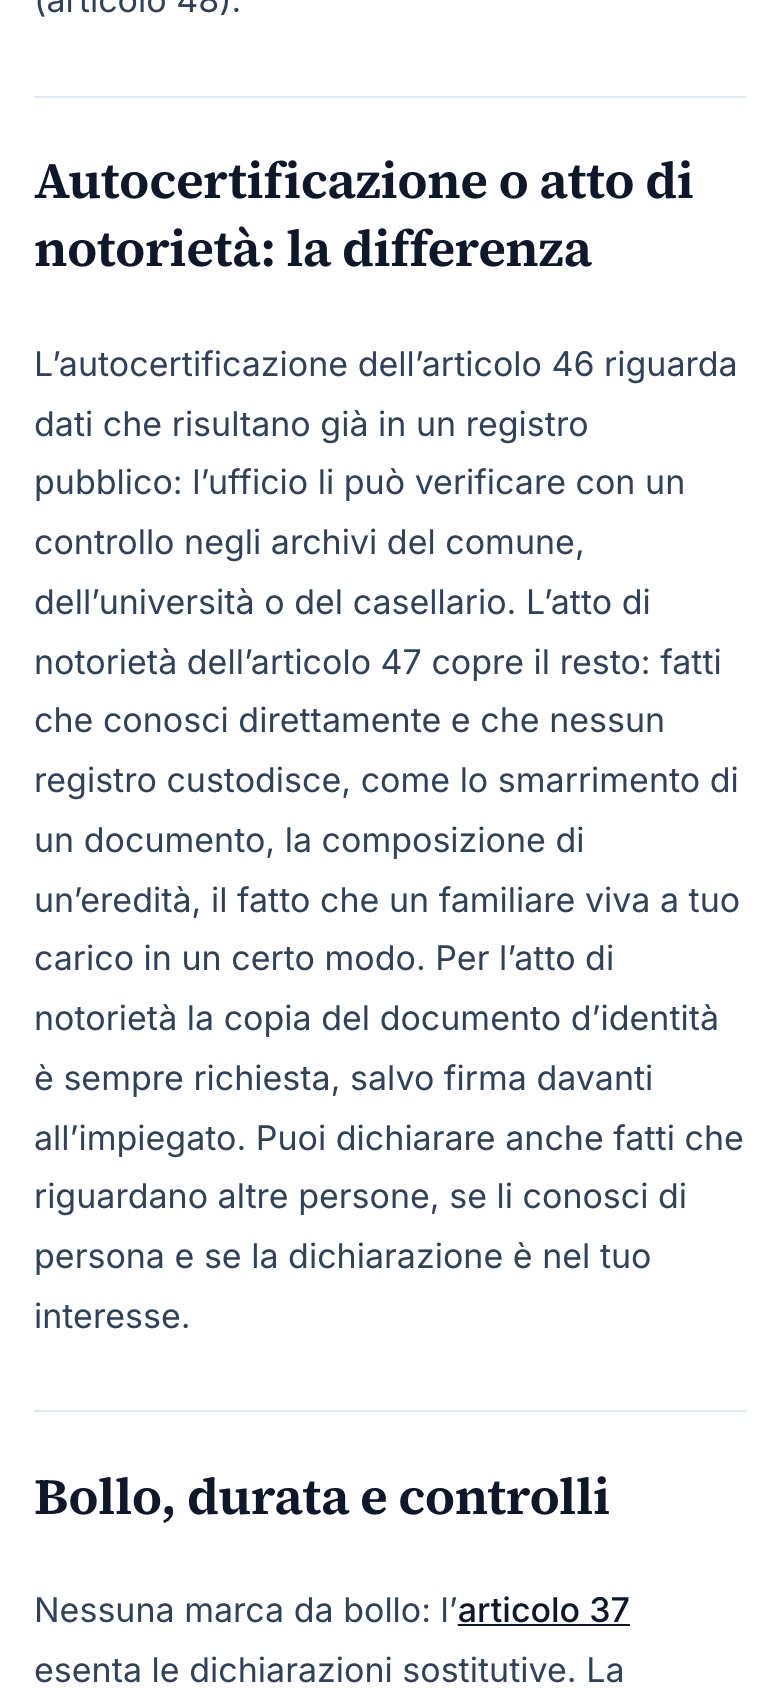 (articolo 48).
Autocertificazione o atto di
notorietà: la differenza
L’autocertificazione dell’articolo 46 riguarda
dati che risultano già in un registro
pubblico: l’ufficio li può verificare con un
controllo negli archivi del comune,
dell’università o del casellario. L’atto di
notorietà dell’articolo 47 copre il resto: fatti
che conosci direttamente e che nessun
registro custodisce, come lo smarrimento di
un documento, la composizione di
un’eredità, il fatto che un familiare viva a tuo
carico in un certo modo. Per l’atto di
notorietà la copia del documento d’identità
è sempre richiesta, salvo firma davanti
all’impiegato. Puoi dichiarare anche fatti che
riguardano altre persone, se li conosci di
persona e se la dichiarazione è nel tuo
interesse.
Bollo, durata e controlli
Nessuna marca da bollo: l’articolo 37
esenta le dichiarazioni sostitutive. La